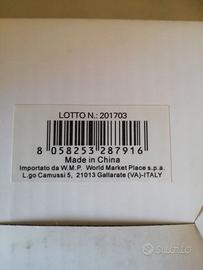 LOTTO N.: 201703
8 058253 287916
Made in China
Importato da W.M.P. World Market Place s.p.a.
L.go Camussi 5, 21013 Gallarate (VA)-ITALY
subito